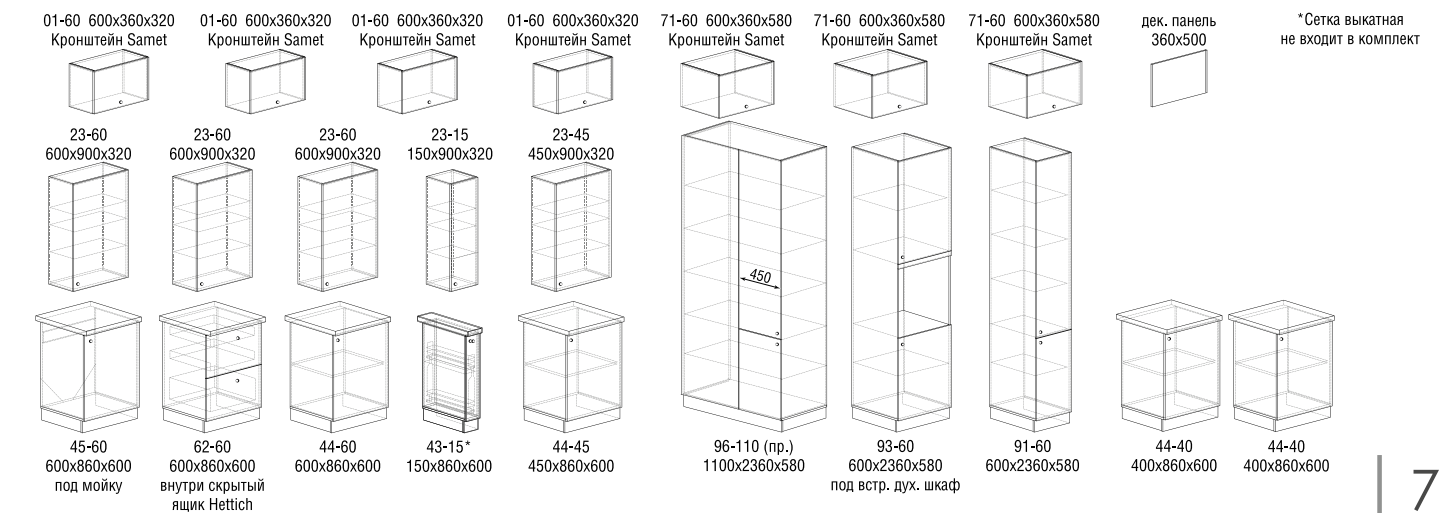 01-60 600x360x320
Кронштейн Samet
01-60 600x360x320
Кронштейн Samet
01-60 600x360x320
Кронштейн Samet
01-60 600x360x320
Кронштейн Samet
71-60 600x360x580
Кронштейн Samet
71-60 600x360x580
Кронштейн Samet
71-60 600x360x580
Кронштейн Samet
дек. панель
360x500
*Сетка выкатная
не входит в комплект
23-60
600x900x320
23-60
600x900x320
23-60
600x900x320
23-15
150x900x320
23-45
450x900x320
450
45-60
600x860x600
под мойку
62-60
600x860x600
внутри скрытый
ящик Hettich
44-60
600x860x600
43-15*
150x860x600
44-45
450x860x600
96-110 (пр.)
1100x2360x580
93-60
600x2360x580
под встр. дух. шкаф
91-60
600x2360x580
44-40
400x860x600
44-40
400x860x600
7